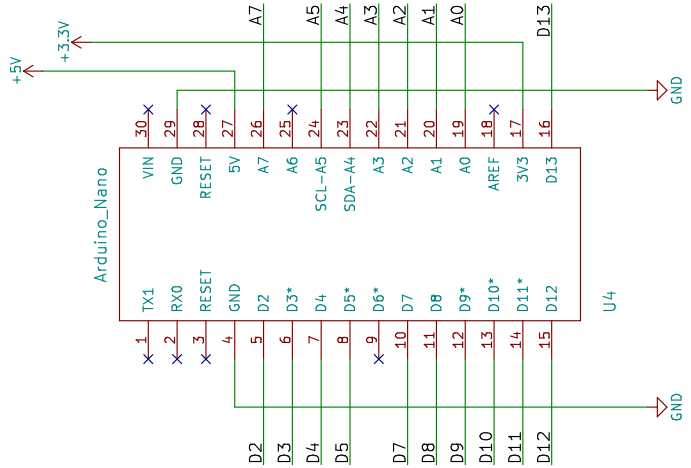 A7
A5
A4
A3
A2
A1
A0
D13
+3.3V
+5V
GND
30
29
28
27
26
25
24
23
22
21
20
19
18
17
16
Arduino_Nano
VIN
GND
RESET
5V
A7
A6
SCL-A5
SDA-A4
A3
A2
A1
A0
AREF
3V3
D13
TX1
RX0
RESET
GND
D2
D3*
D4
D5*
D6*
D7
D8
D9*
D10*
D11*
D12
U4
1
2
3
4
5
6
7
8
9
10
11
12
13
14
15
GND
D2
D3
D4
D5
D7
D8
D9
D10
D11
D12